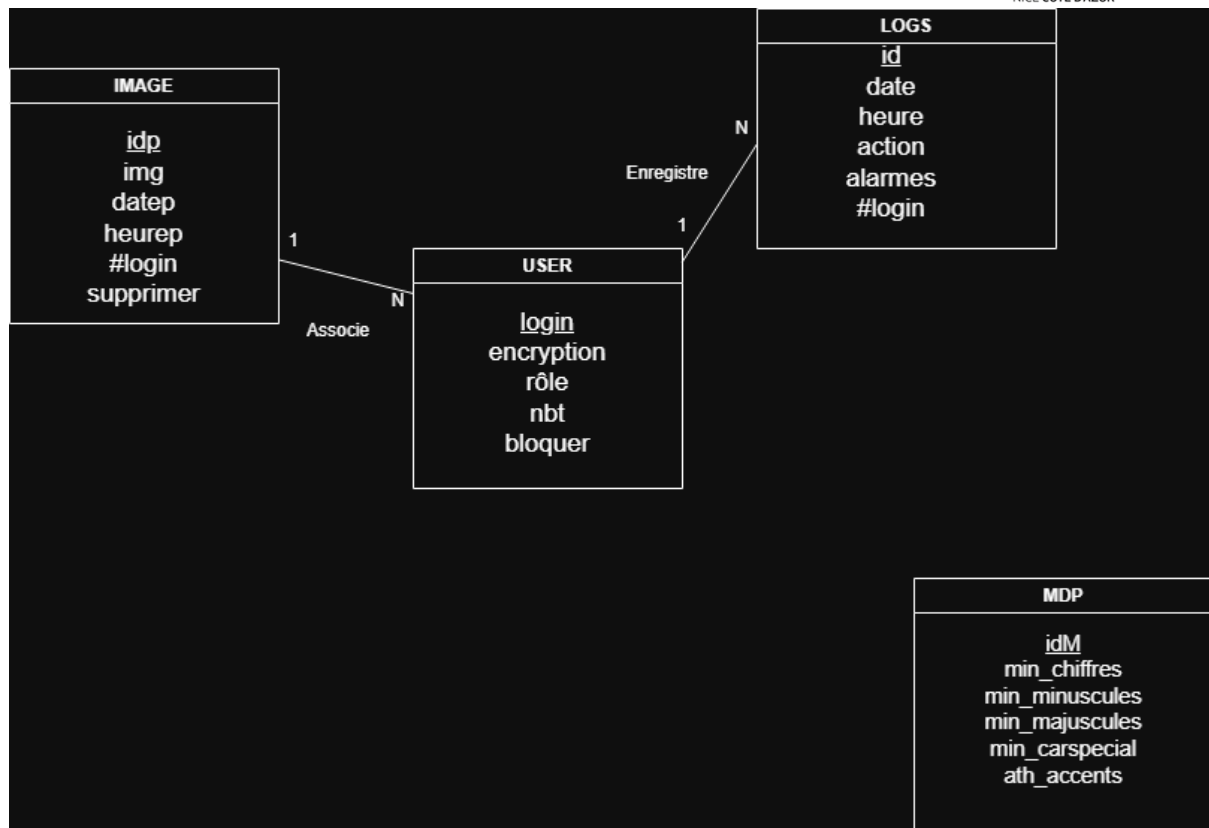 LOGS
id
date
heure
action
alarmes
#login
IMAGE
idp
img
datep
heurep
#login
supprimer
N
Enregistre
1
1
N
Associe
USER
login
encryption
rôle
nbt
bloquer
MDP
idM
min_chiffres
min_minuscules
min_majuscules
min_carspecial
ath_accents